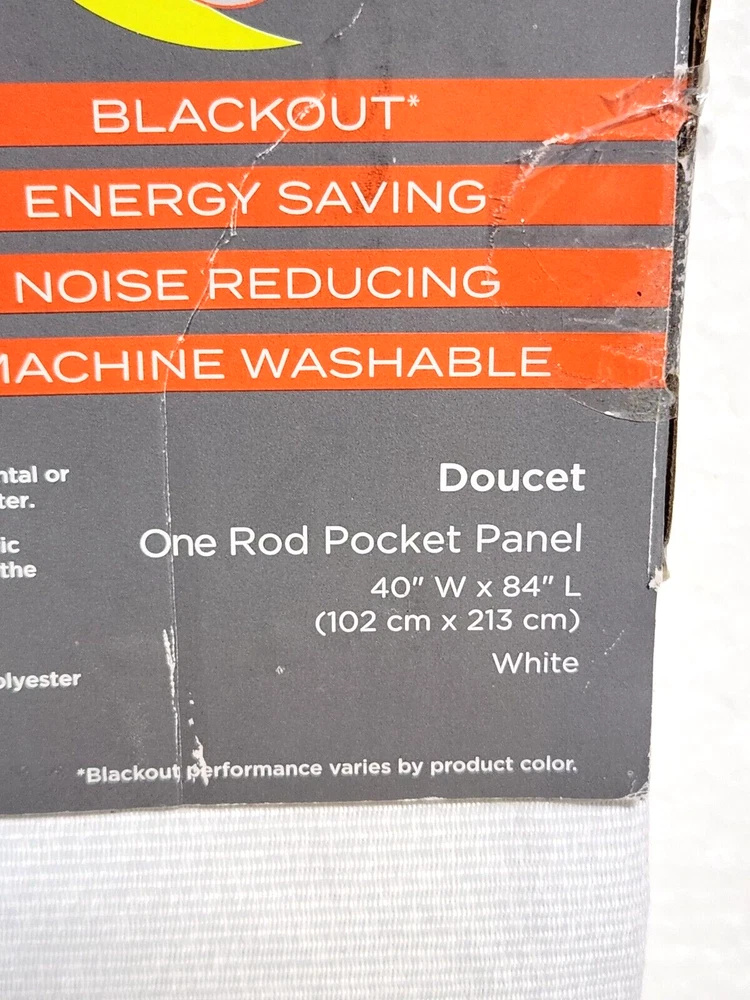 BLACKOUT*
ENERGY SAVING
NOISE REDUCING
MACHINE WASHABLE
ntal or
ter.
ic
the
olyester
Doucet
One Rod Pocket Panel
40" W x 84" L
(102 cm x 213 cm)
White
*Blackout performance varies by product color.